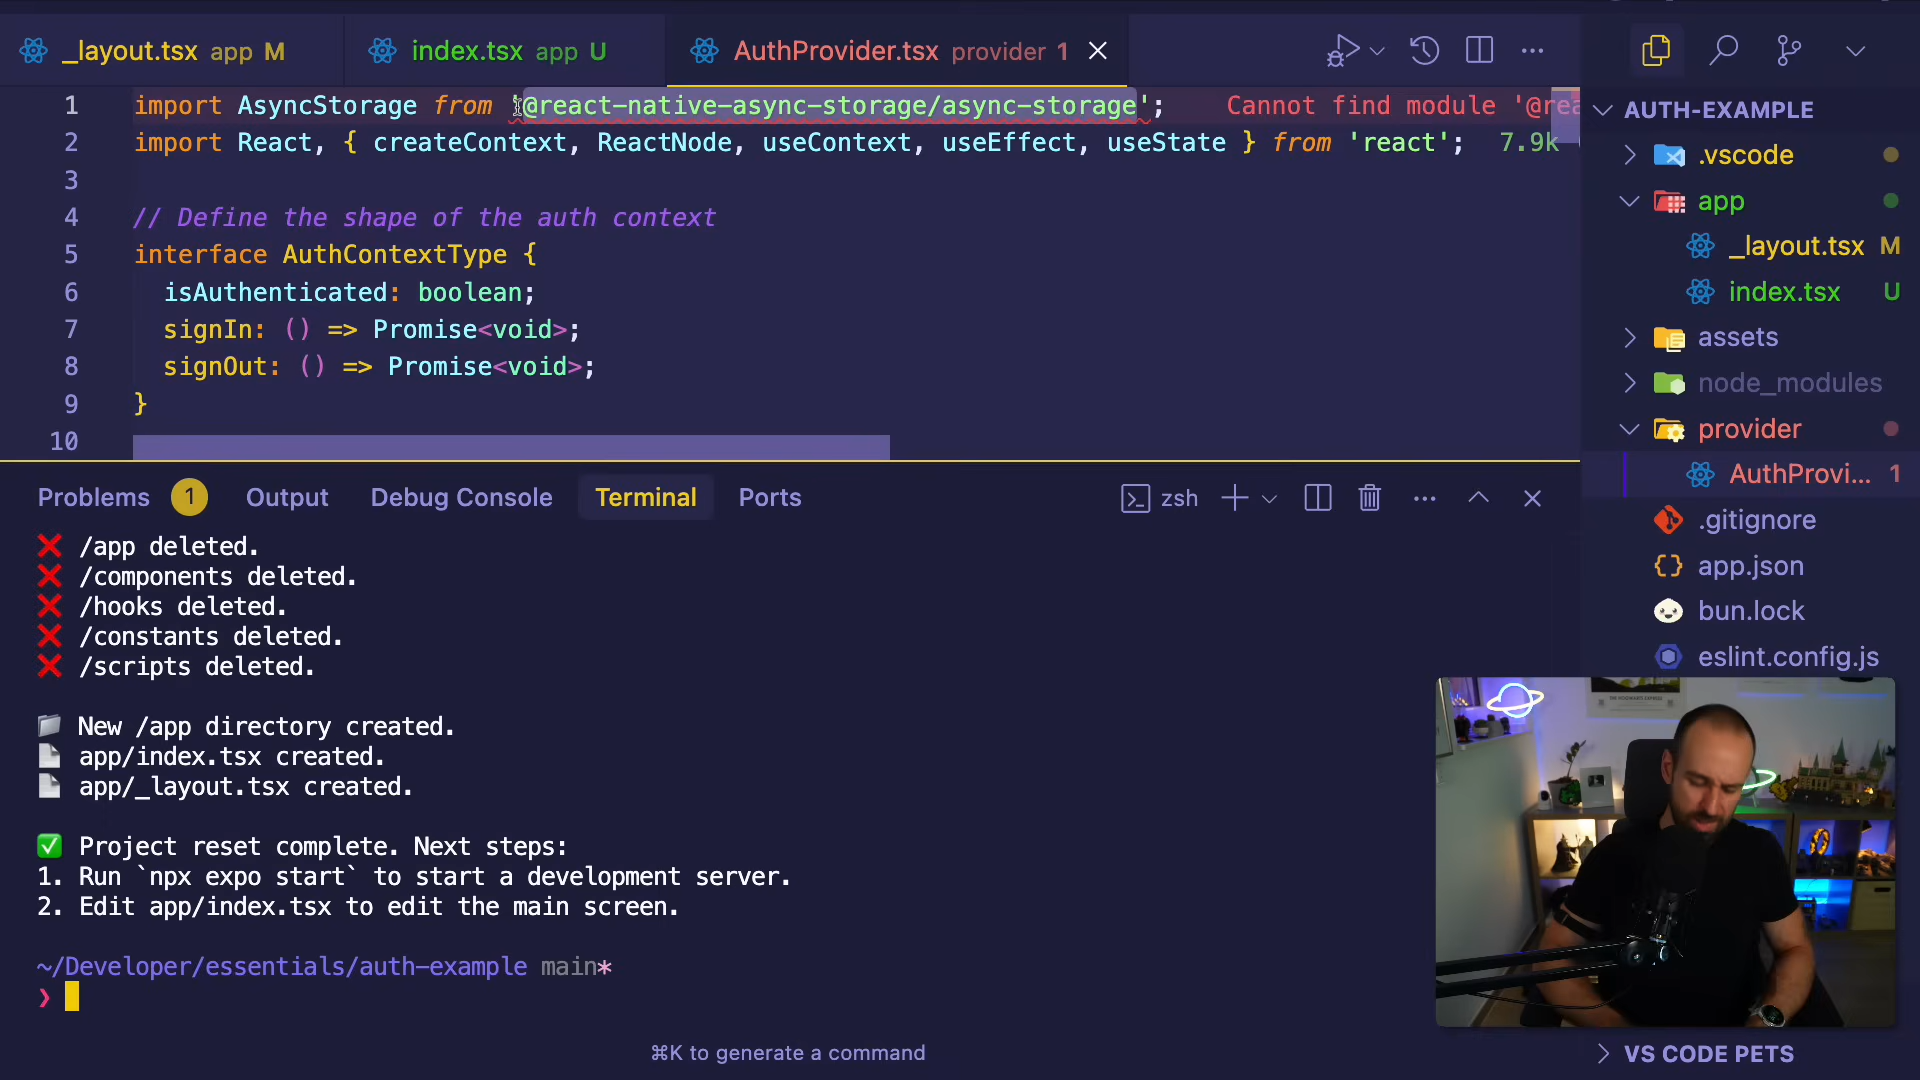 _layout.tsx app M
index.tsx app U
AuthProvider.tsx provider 1
1 import AsyncStorage from '@react-native-async-storage/async-storage'; Cannot find module '@rea
2 import React, { createContext, ReactNode, useContext, useEffect, useState } from 'react'; 7.9k
3
4 // Define the shape of the auth context
5 interface AuthContextType {
6 isAuthenticated: boolean;
7 signIn: () => Promise<void>;
8 signOut: () => Promise<void>;
9 }
10
AUTH-EXAMPLE
.vscode
app
_layout.tsx M
index.tsx U
assets
node_modules
provider
AuthProvi... 1
.gitignore
app.json
bun.lock
eslint.config.js
VS CODE PETS
Problems 1 Output Debug Console Terminal Ports zsh
❌ /app deleted.
❌ /components deleted.
❌ /hooks deleted.
❌ /constants deleted.
❌ /scripts deleted.
📁 New /app directory created.
📄 app/index.tsx created.
📄 app/_layout.tsx created.
✅ Project reset complete. Next steps:
1. Run `npx expo start` to start a development server.
2. Edit app/index.tsx to edit the main screen.
~/Developer/essentials/auth-example main*
❯
⌘K to generate a command